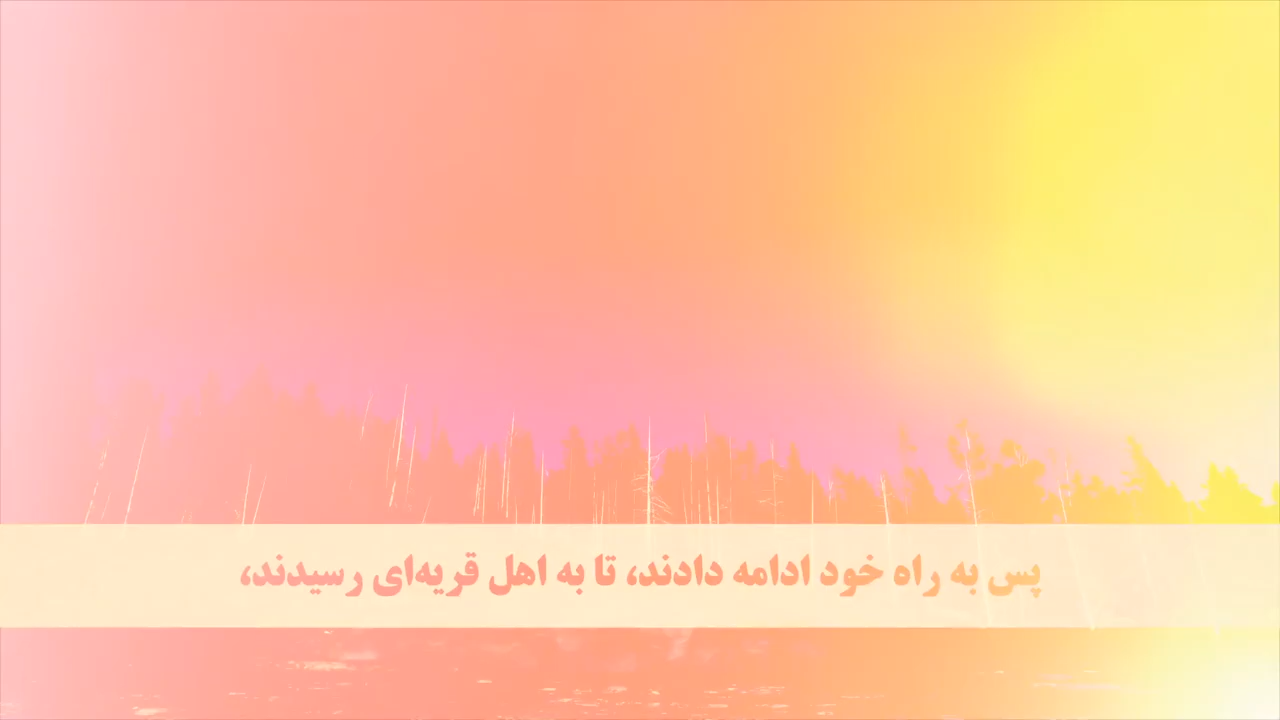 پس به راه خود ادامه دادند، تا به اهل قریه‌ای رسیدند،